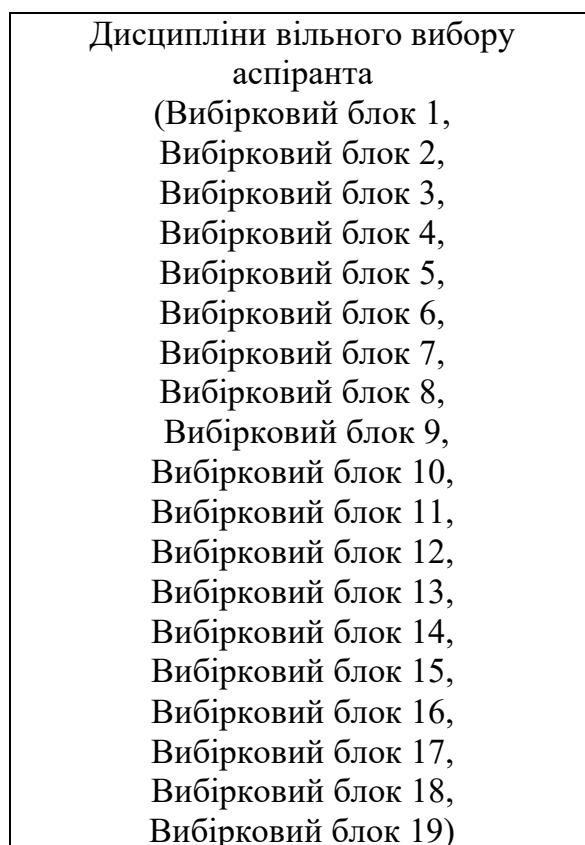 Дисципліни вільного вибору
аспіранта
(Вибірковий блок 1,
Вибірковий блок 2,
Вибірковий блок 3,
Вибірковий блок 4,
Вибірковий блок 5,
Вибірковий блок 6,
Вибірковий блок 7,
Вибірковий блок 8,
Вибірковий блок 9,
Вибірковий блок 10,
Вибірковий блок 11,
Вибірковий блок 12,
Вибірковий блок 13,
Вибірковий блок 14,
Вибірковий блок 15,
Вибірковий блок 16,
Вибірковий блок 17,
Вибірковий блок 18,
Вибірковий блок 19)